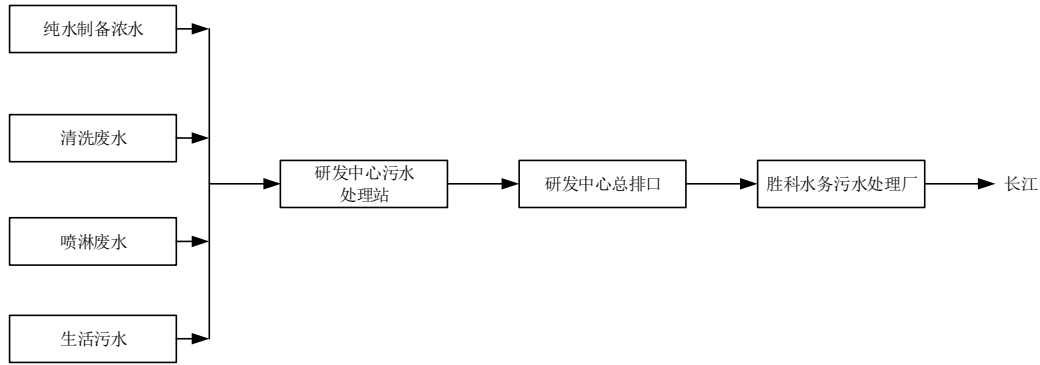 纯水制备浓水
清洗废水
喷淋废水
生活污水
研发中心污水
处理站
研发中心总排口
胜科水务污水处理厂
长江